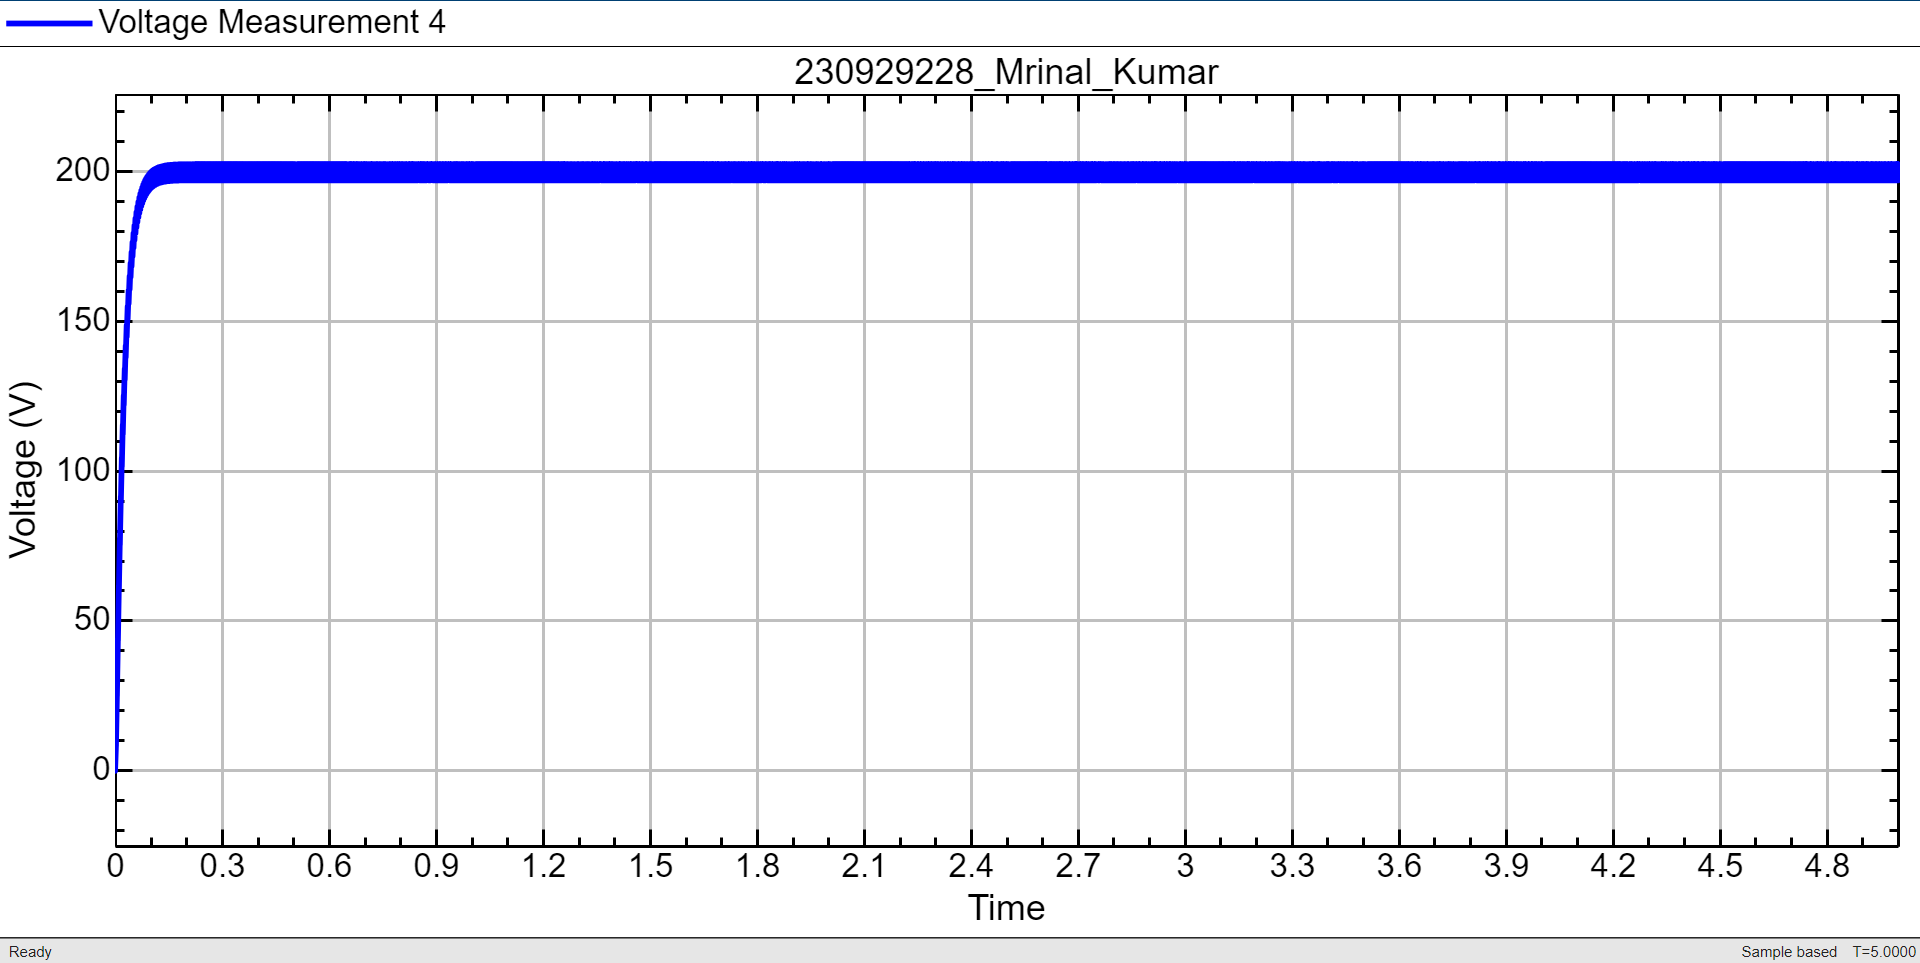 Voltage Measurement 4
230929228_Mrinal_Kumar
200
150
100
50
0
Voltage (V)
0 0.3 0.6 0.9 1.2 1.5 1.8 2.1 2.4 2.7 3 3.3 3.6 3.9 4.2 4.5 4.8
Time
Ready Sample based T=5.0000